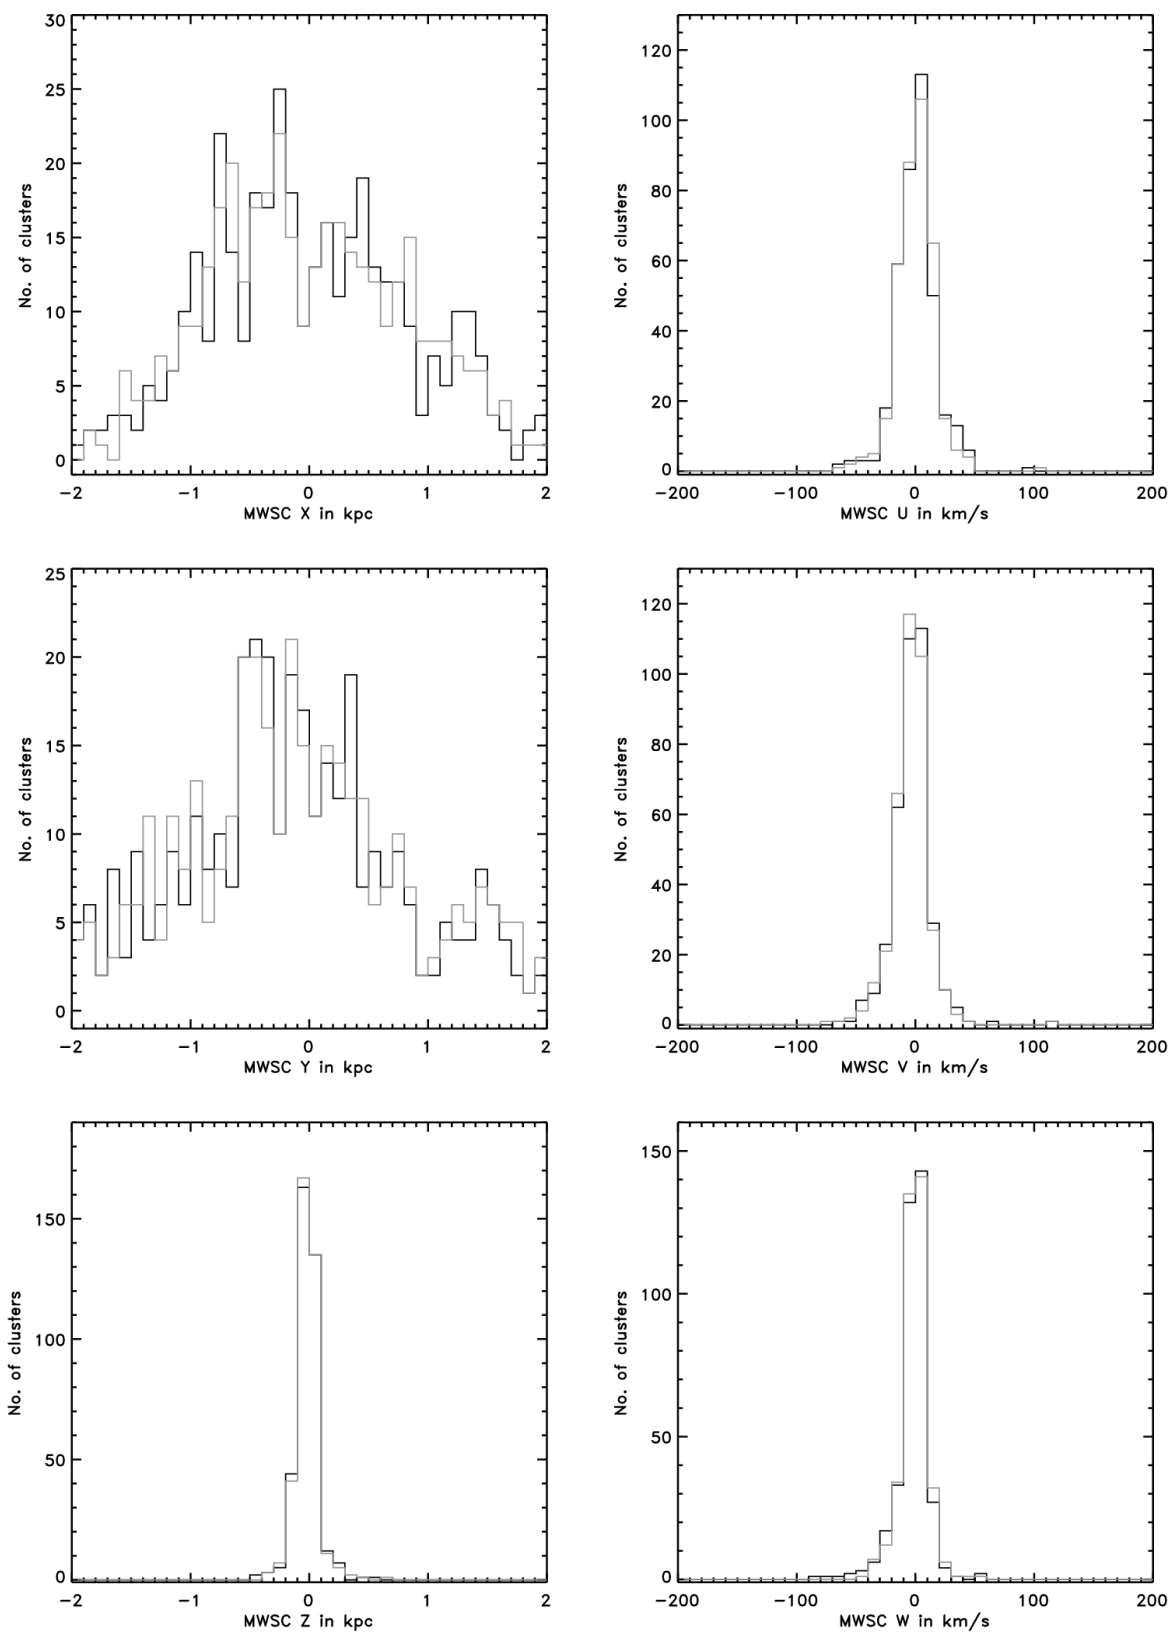 30
25
20
15
10
5
0
No. of clusters
−2 −1 0 1 2
MWSC X in kpc
120
100
80
60
40
20
0
No. of clusters
−200 −100 0 100 200
MWSC U in km/s
25
20
15
10
5
0
No. of clusters
−2 −1 0 1 2
MWSC Y in kpc
120
100
80
60
40
20
0
No. of clusters
−200 −100 0 100 200
MWSC V in km/s
150
100
50
0
No. of clusters
−2 −1 0 1 2
MWSC Z in kpc
150
100
50
0
No. of clusters
−200 −100 0 100 200
MWSC W in km/s